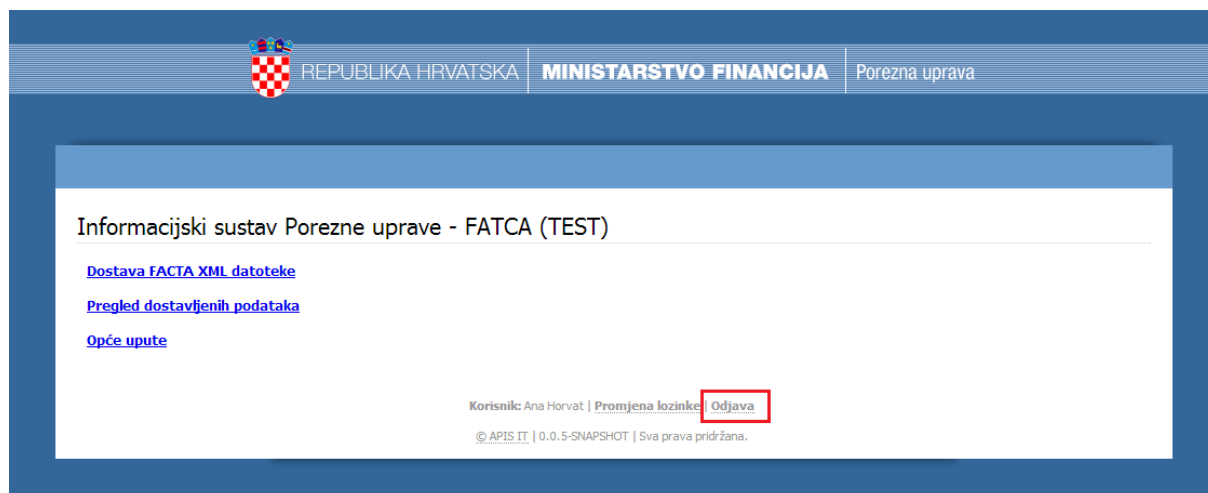 REPUBLIKA HRVATSKA MINISTARSTVO FINANCIJA Porezna uprava
Informacijski sustav Porezne uprave - FATCA (TEST)
Dostava FACTA XML datoteke
Pregled dostavljenih podataka
Opće upute
Korisnik: Ana Horvat | Promjena lozinke | Odjava
© APIS IT | 0.0.5-SNAPSHOT | Sva prava pridržana.